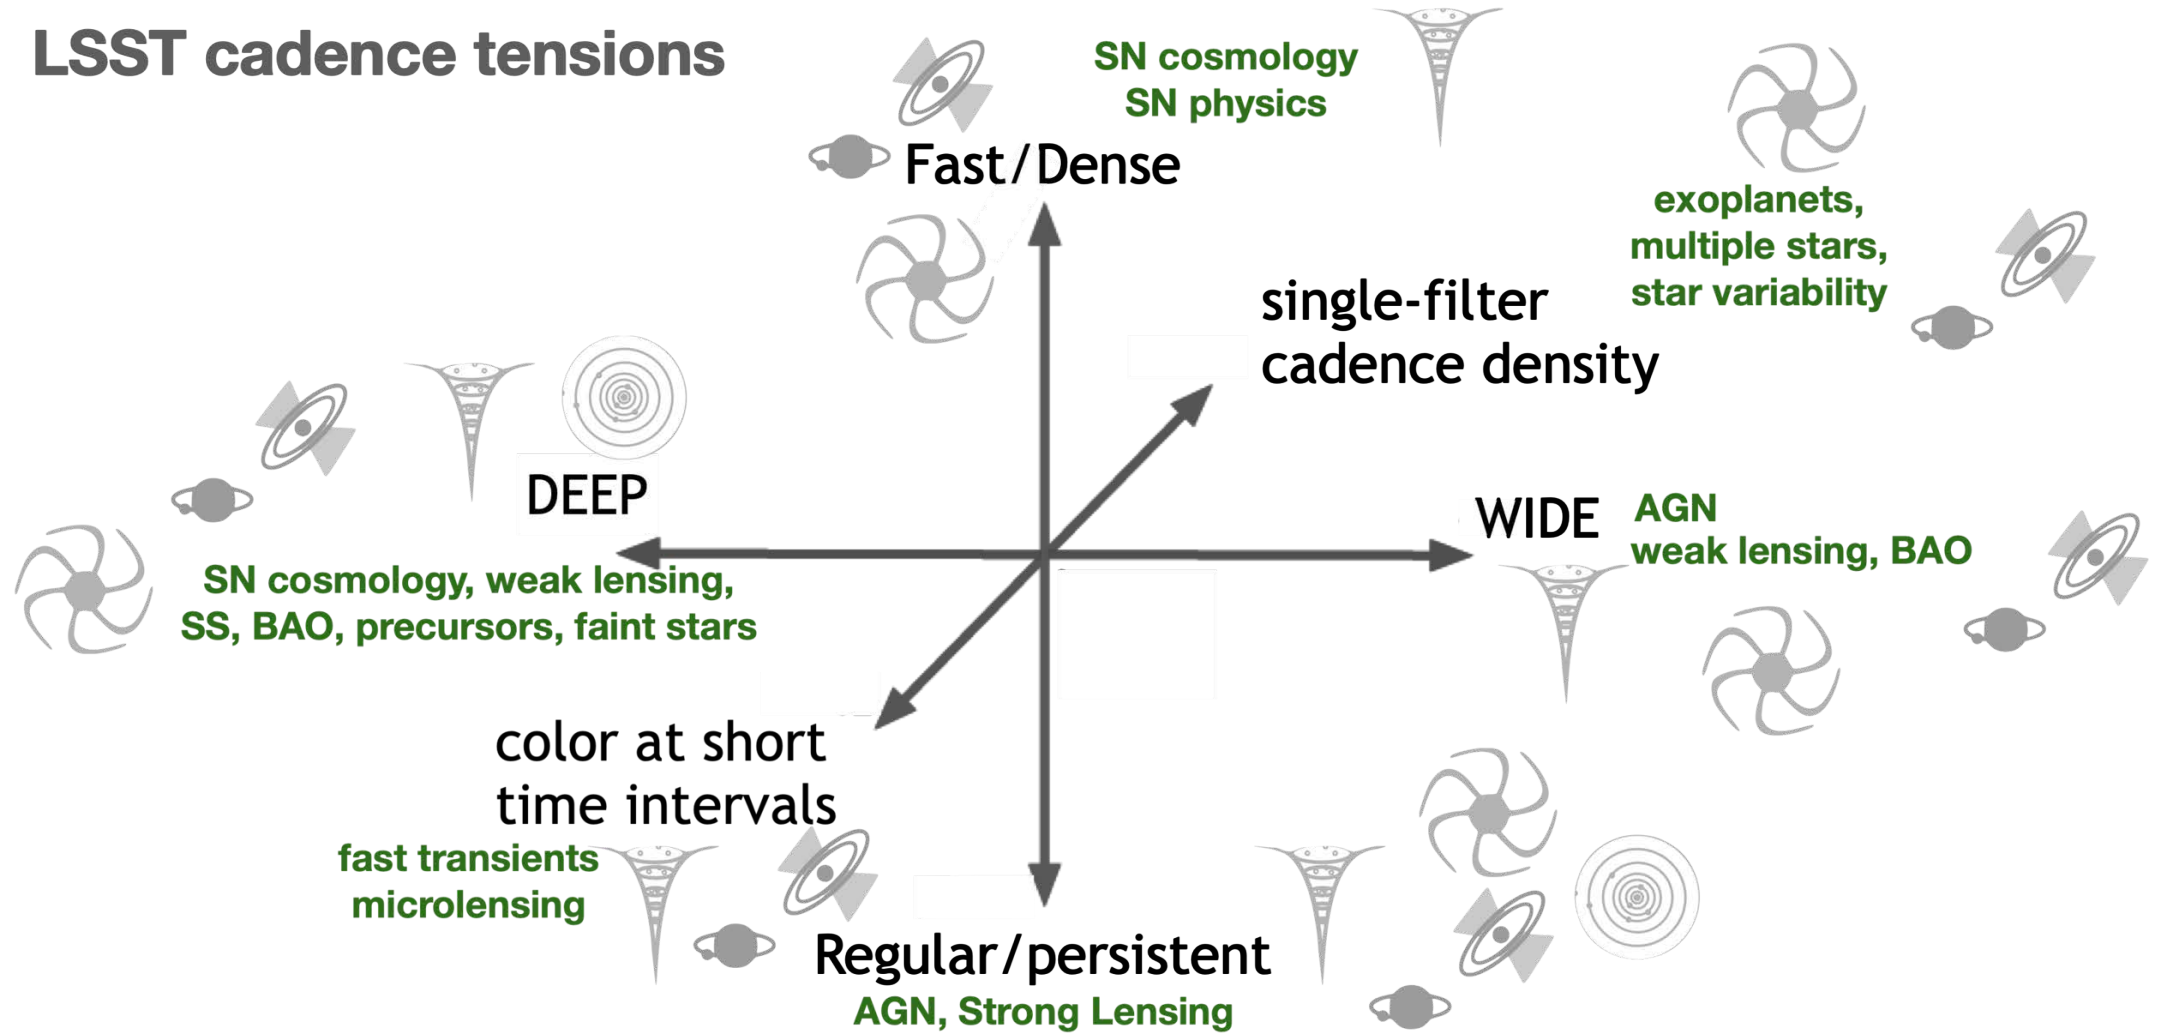 LSST cadence tensions
SN cosmology
SN physics
Fast/Dense
exoplanets,
multiple stars,
star variability
single-filter
cadence density
DEEP
WIDE
AGN
weak lensing, BAO
SN cosmology, weak lensing,
SS, BAO, precursors, faint stars
color at short
time intervals
fast transients
microlensing
Regular/persistent
AGN, Strong Lensing